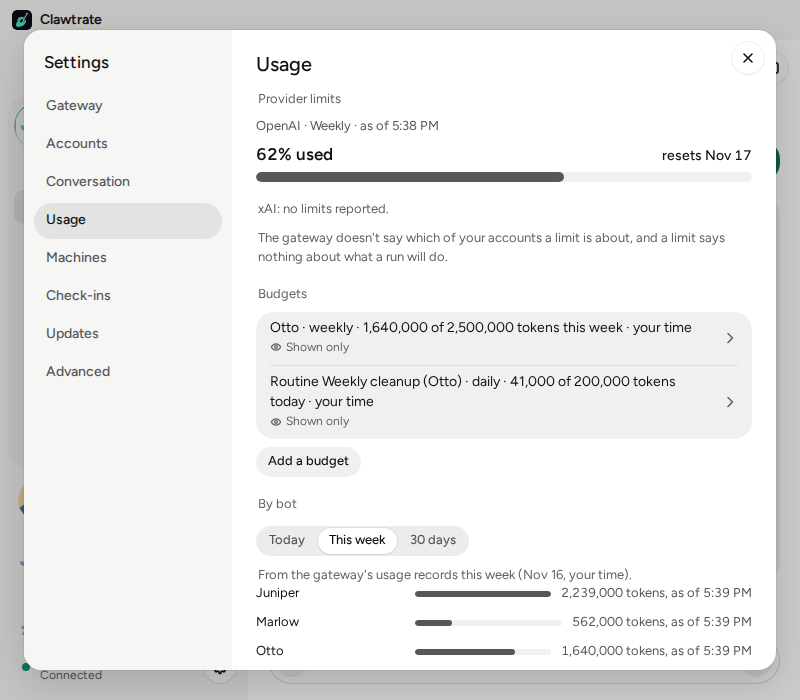 Clawtrate
Settings
Gateway
Accounts
Conversation
Usage
Machines
Check-ins
Updates
Advanced
Connected
Usage
Provider limits
OpenAI · Weekly · as of 5:38 PM
62% used
resets Nov 17
xAI: no limits reported.
The gateway doesn't say which of your accounts a limit is about, and a limit says
nothing about what a run will do.
Budgets
Otto · weekly · 1,640,000 of 2,500,000 tokens this week · your time
Shown only
Routine Weekly cleanup (Otto) · daily · 41,000 of 200,000 tokens
today · your time
Shown only
Add a budget
By bot
Today This week 30 days
From the gateway's usage records this week (Nov 16, your time).
Juniper 2,239,000 tokens, as of 5:39 PM
Marlow 562,000 tokens, as of 5:39 PM
Otto 1,640,000 tokens, as of 5:39 PM